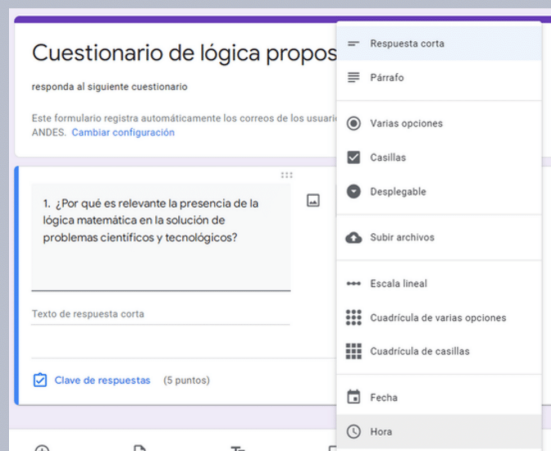 Cuestionario de lógica propos
responda al siguiente cuestionario
Este formulario registra automáticamente los correos de los usuari
ANDES. Cambiar configuración
1. ¿Por qué es relevante la presencia de la
lógica matemática en la solución de
problemas científicos y tecnológicos?
Texto de respuesta corta
Clave de respuestas (5 puntos)
Respuesta corta
Párrafo
Varias opciones
Casillas
Desplegable
Subir archivos
Escala lineal
Cuadrícula de varias opciones
Cuadrícula de casillas
Fecha
Hora